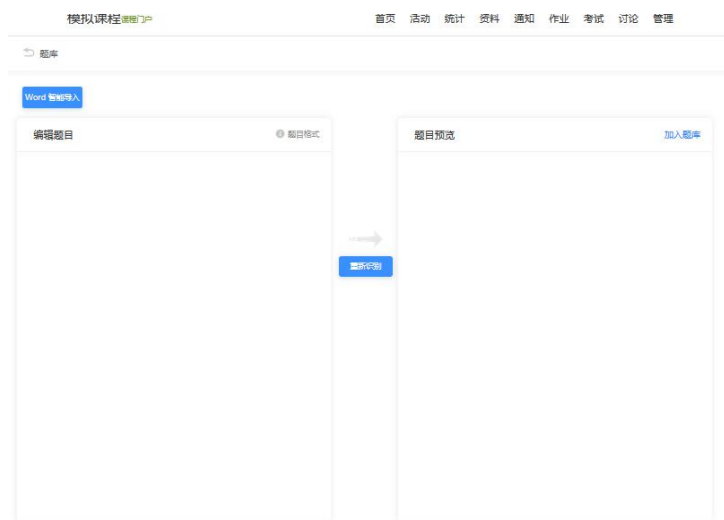 模拟课程课程门户 首页 活动 统计 资料 通知 作业 考试 讨论 管理
题库
Word 智能导入
编辑题目 题目格式 题目预览 加入题库
重新识别